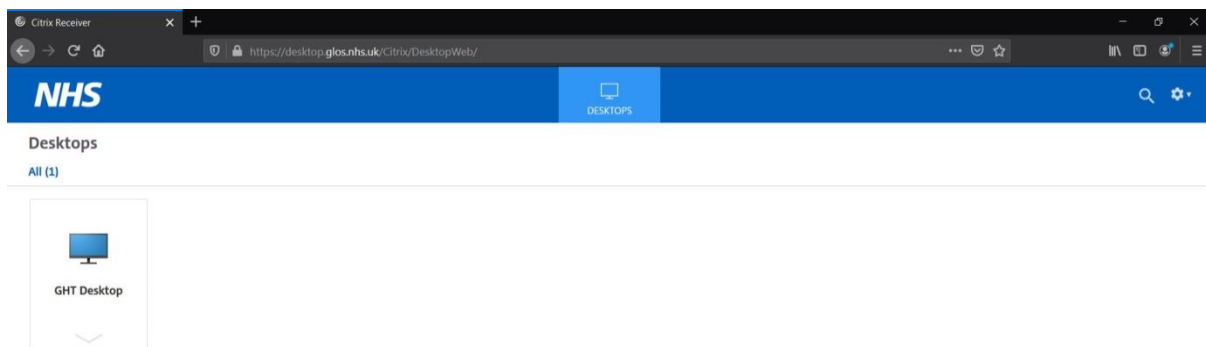 Citrix Receiver
https://desktop.glos.nhs.uk/Citrix/DesktopWeb/
NHS
DESKTOPS
Desktops
All (1)
GHT Desktop